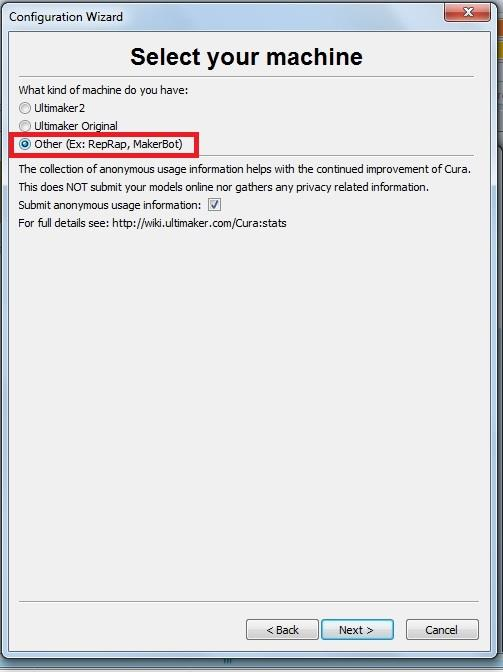 Configuration Wizard
Select your machine
What kind of machine do you have:
Ultimaker2
Ultimaker Original
Other (Ex: RepRap, MakerBot)
The collection of anonymous usage information helps with the continued improvement of Cura.
This does NOT submit your models online nor gathers any privacy related information.
Submit anonymous usage information:
For full details see: http://wiki.ultimaker.com/Cura:stats
< Back
Next >
Cancel